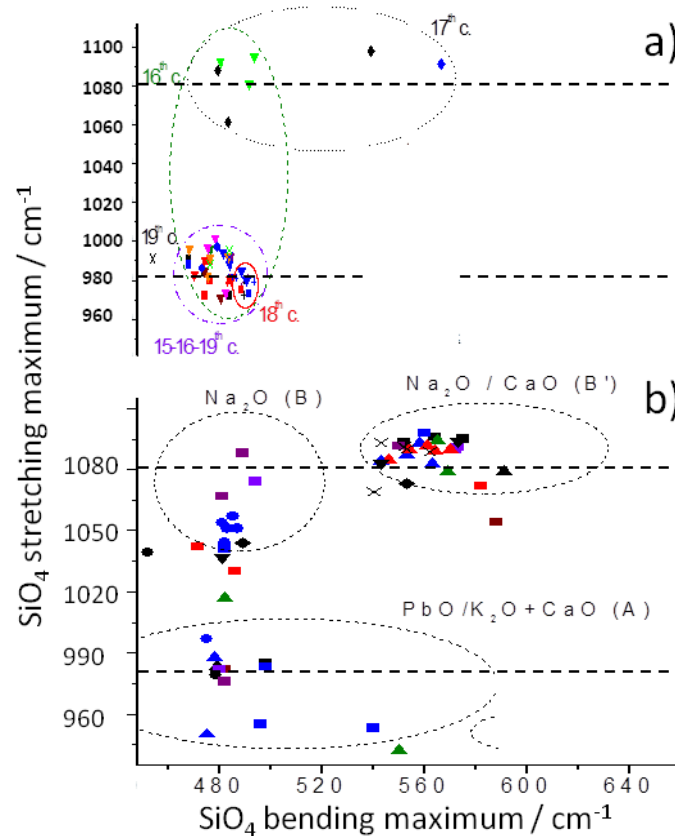 a)
17th c.
1100
1080
1060
1040
1020
1000
980
960
16th c.
19th c.
18th c.
15-16-19th c.
SiO4 stretching maximum / cm-1
b)
Na2O (B)
Na2O / CaO (B')
PbO/K2O+CaO (A)
1080
1050
1020
990
960
480 520 560 600 640
SiO4 bending maximum / cm-1